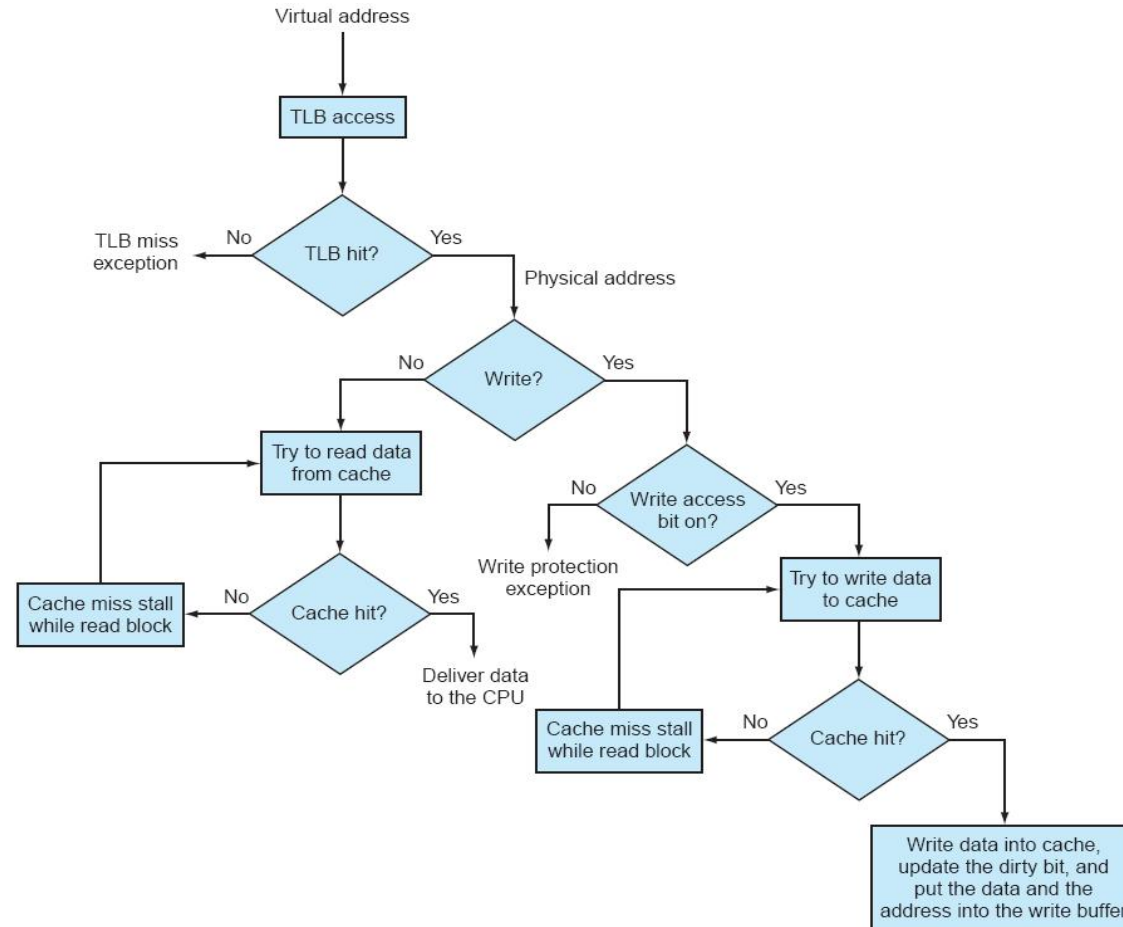 Virtual address
TLB access
No
Yes
TLB miss
exception
TLB hit?
Physical address
No
Yes
Write?
Try to read data
from cache
No
Yes
Write access
bit on?
Write protection
exception
Try to write data
to cache
Cache miss stall
while read block
No
Yes
Cache hit?
Deliver data
to the CPU
Cache miss stall
while read block
No
Yes
Cache hit?
Write data into cache,
update the dirty bit, and
put the data and the
address into the write buffer